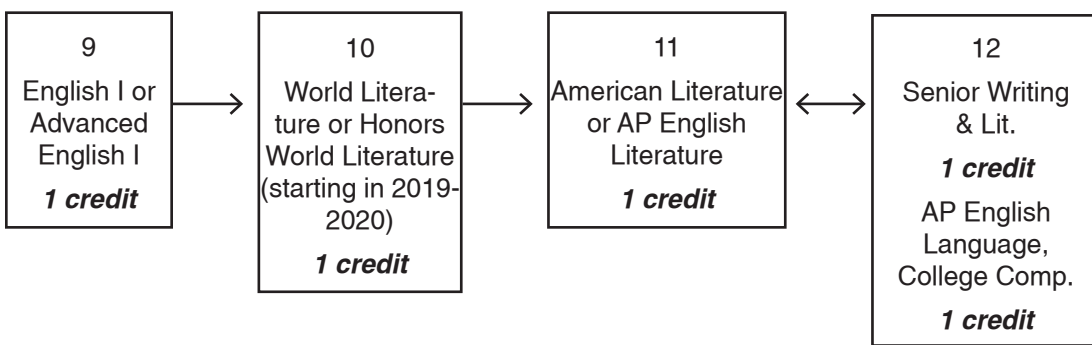 9
English I or
Advanced
English I
1 credit
10
World Litera-
ture or Honors
World Literature
(starting in 2019-
2020)
1 credit
11
American Literature
or AP English
Literature
1 credit
12
Senior Writing
& Lit.
1 credit
AP English
Language,
College Comp.
1 credit